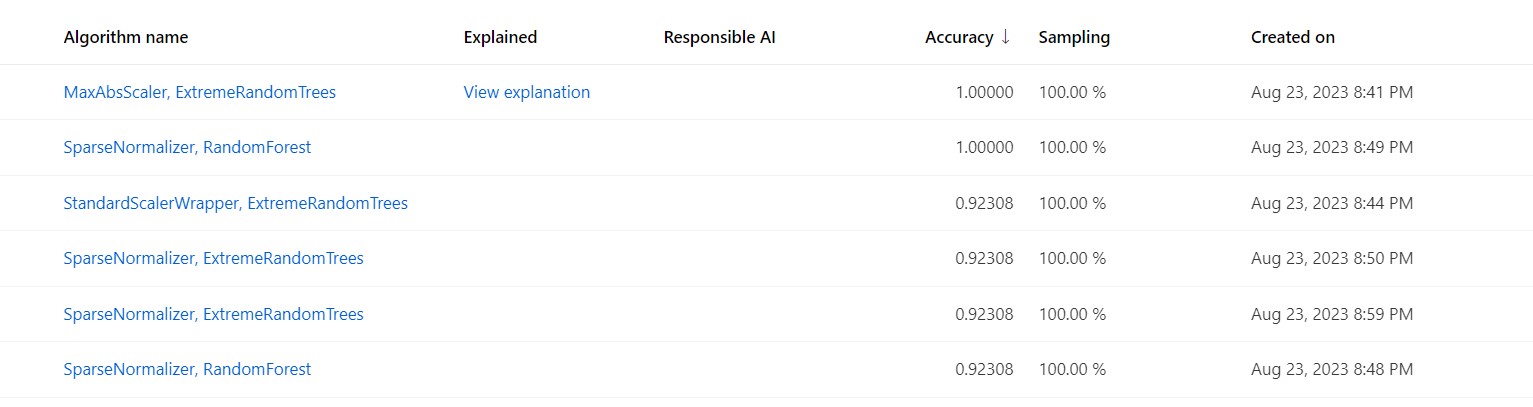 Algorithm name Explained Responsible AI Accuracy ↓ Sampling Created on
MaxAbsScaler, ExtremeRandomTrees View explanation 1.00000 100.00 % Aug 23, 2023 8:41 PM
SparseNormalizer, RandomForest 1.00000 100.00 % Aug 23, 2023 8:49 PM
StandardScalerWrapper, ExtremeRandomTrees 0.92308 100.00 % Aug 23, 2023 8:44 PM
SparseNormalizer, ExtremeRandomTrees 0.92308 100.00 % Aug 23, 2023 8:50 PM
SparseNormalizer, ExtremeRandomTrees 0.92308 100.00 % Aug 23, 2023 8:59 PM
SparseNormalizer, RandomForest 0.92308 100.00 % Aug 23, 2023 8:48 PM